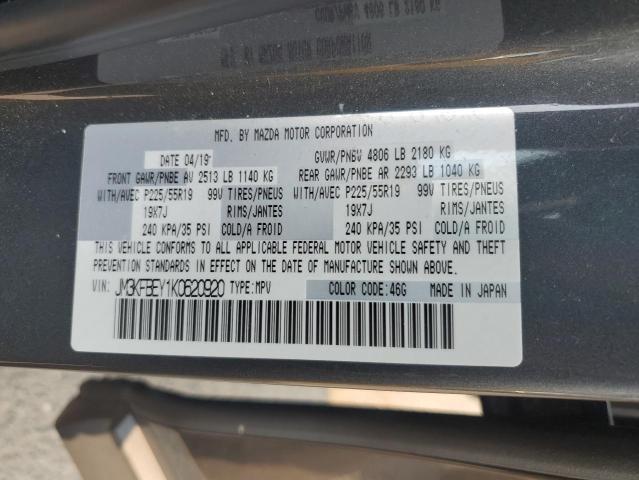 MFD. BY MAZDA MOTOR CORPORATION
DATE 04/19 GVWR/PNBV 4806 LB 2180 KG
FRONT GAWR/PNBE AV 2513 LB 1140 KG REAR GAWR/PNBE AR 2293 LB 1040 KG
WITH/AVEC P225/55R19 99V TIRES/PNEUS WITH/AVEC P225/55R19 99V TIRES/PNEUS
19X7J RIMS/JANTES 19X7J RIMS/JANTES
240 KPA/35 PSI COLD/A FROID 240 KPA/35 PSI COLD/A FROID
THIS VEHICLE CONFORMS TO ALL APPLICABLE FEDERAL MOTOR VEHICLE SAFETY AND THEFT
PREVENTION STANDARDS IN EFFECT ON THE DATE OF MANUFACTURE SHOWN ABOVE.
VIN: JM3KFBEY1K0620920 TYPE:MPV COLOR CODE:46G MADE IN JAPAN